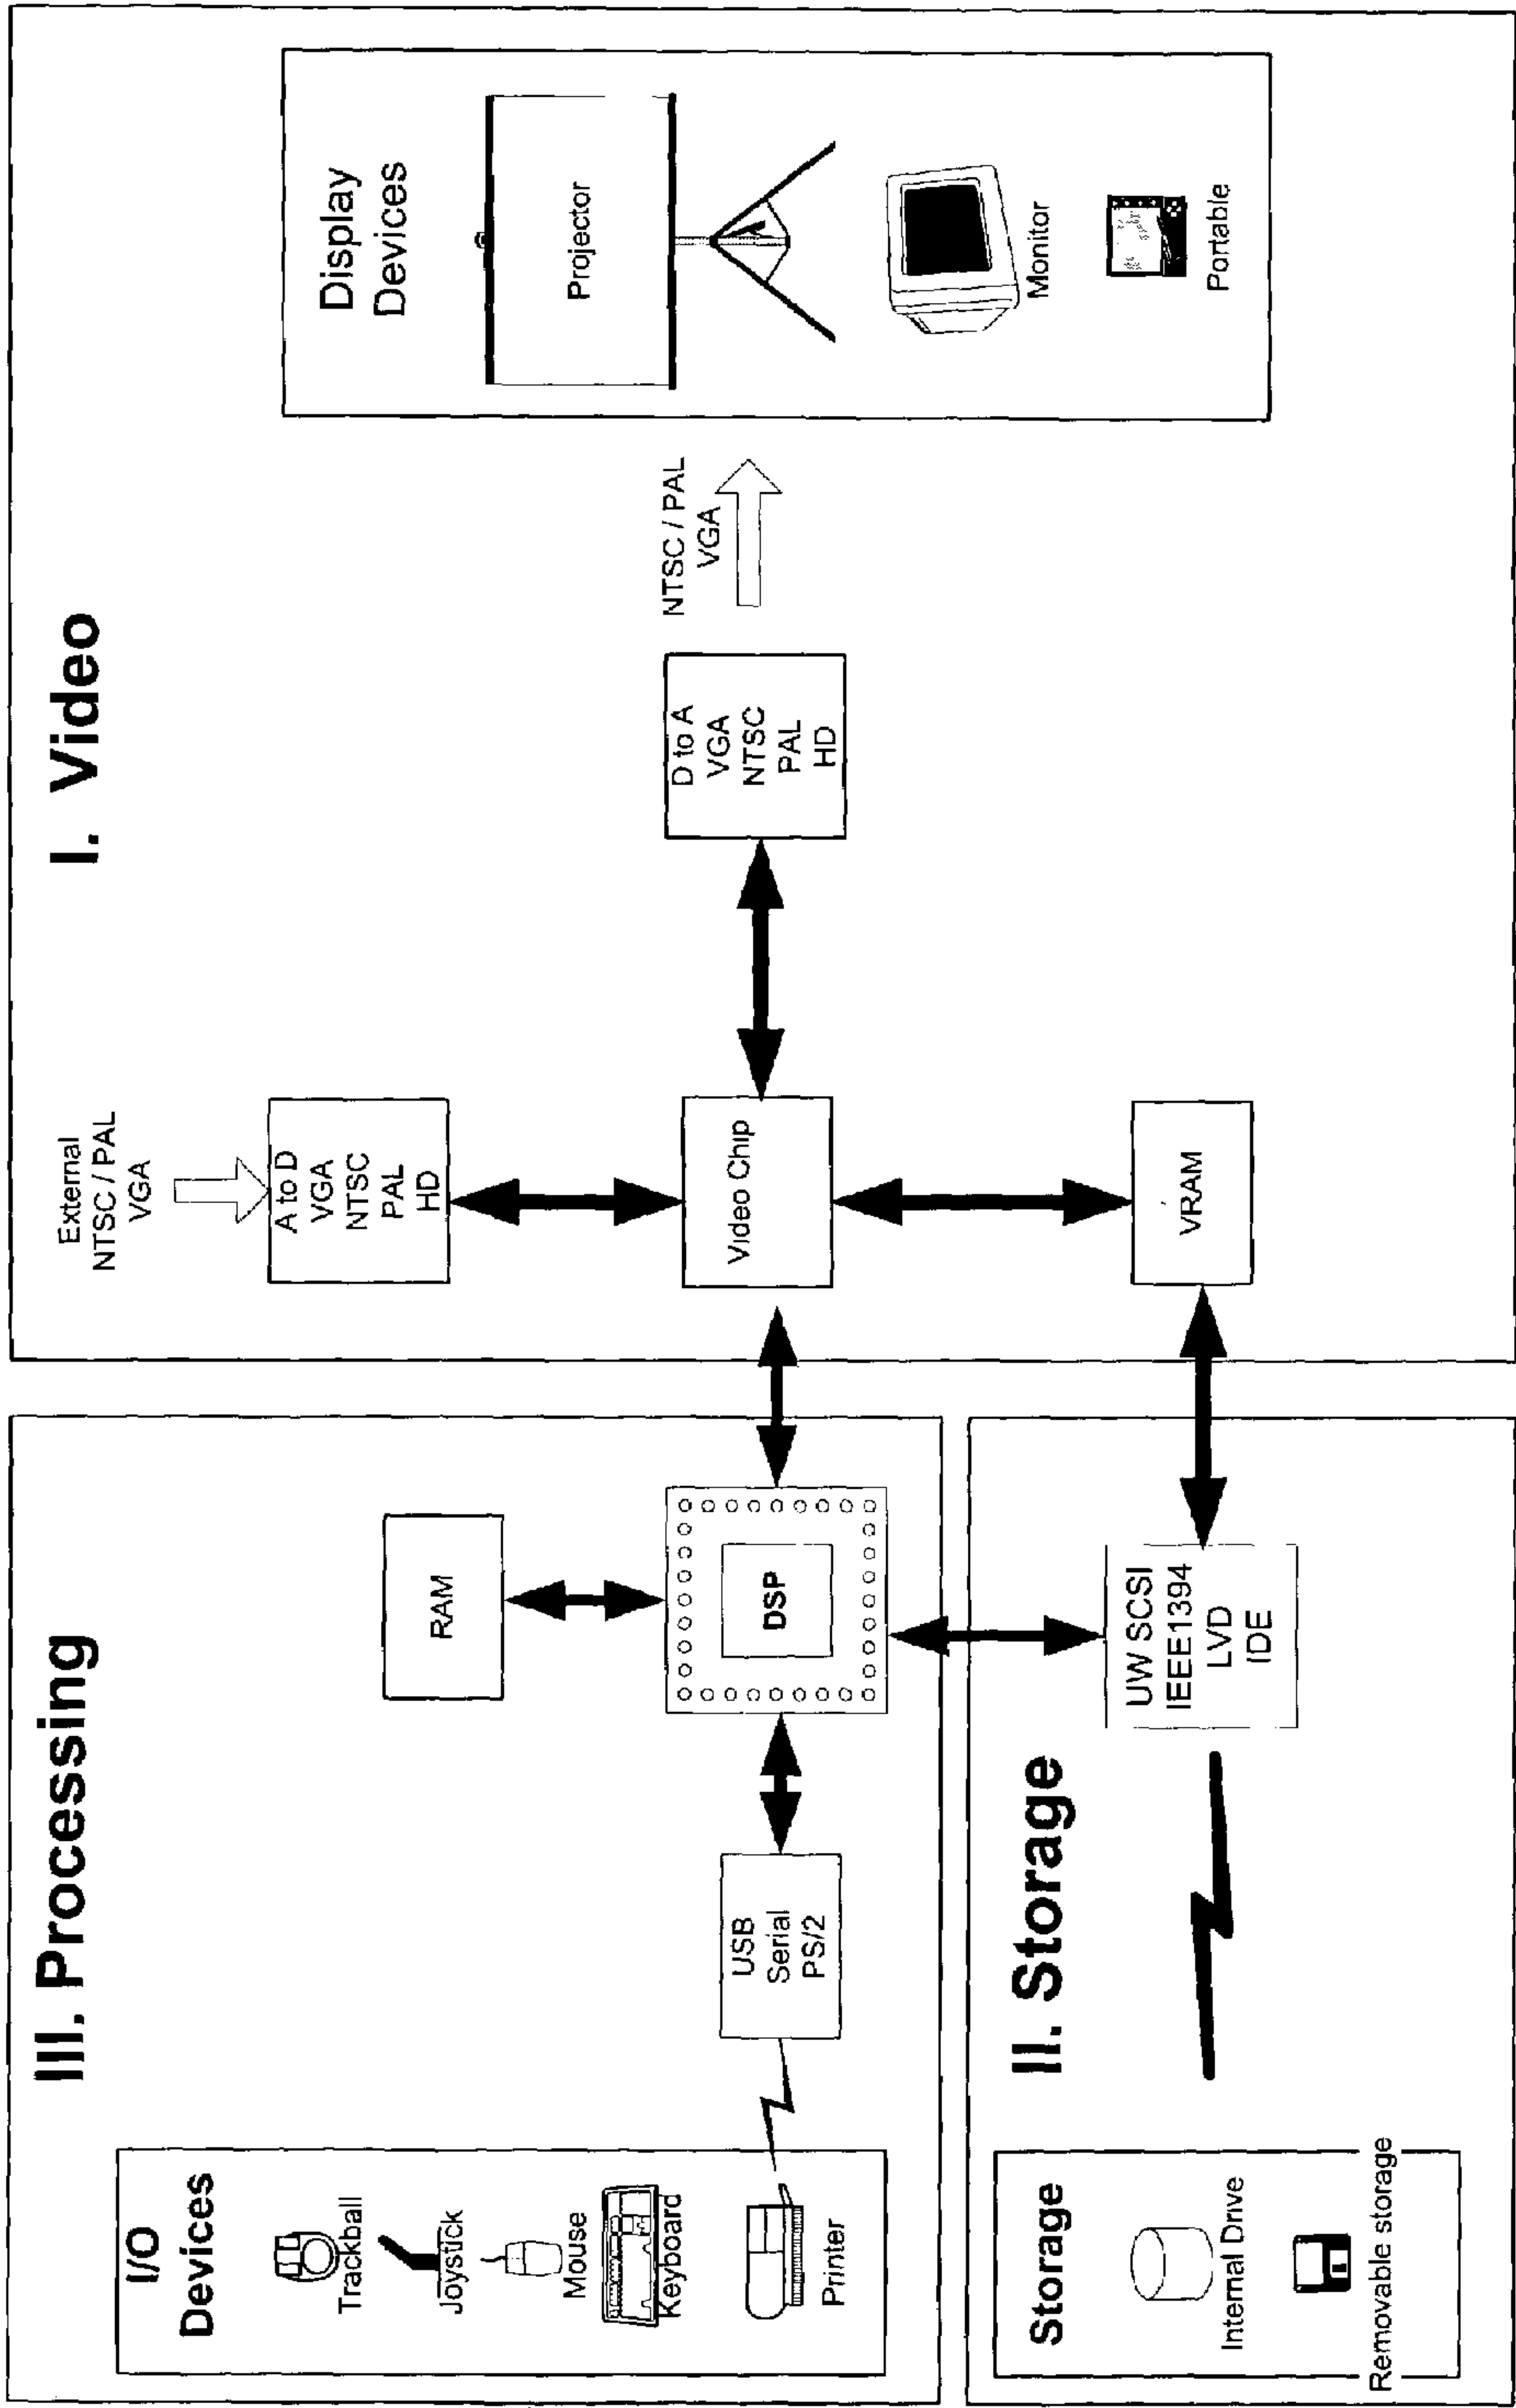 III. Processing
I/O
Devices
Trackball
Joystick
Mouse
Keyboard
Printer
USB
Serial
PS/2
RAM
DSP
II. Storage
Storage
Internal Drive
Removable storage
UW SCSI
IEEE1394
LVD
IDE
I. Video
External
NTSC / PAL
VGA
A to D
VGA
NTSC
PAL
HD
Video Chip
VRAM
D to A
VGA
NTSC
PAL
HD
NTSC / PAL
VGA
Display
Devices
Projector
Monitor
Portable